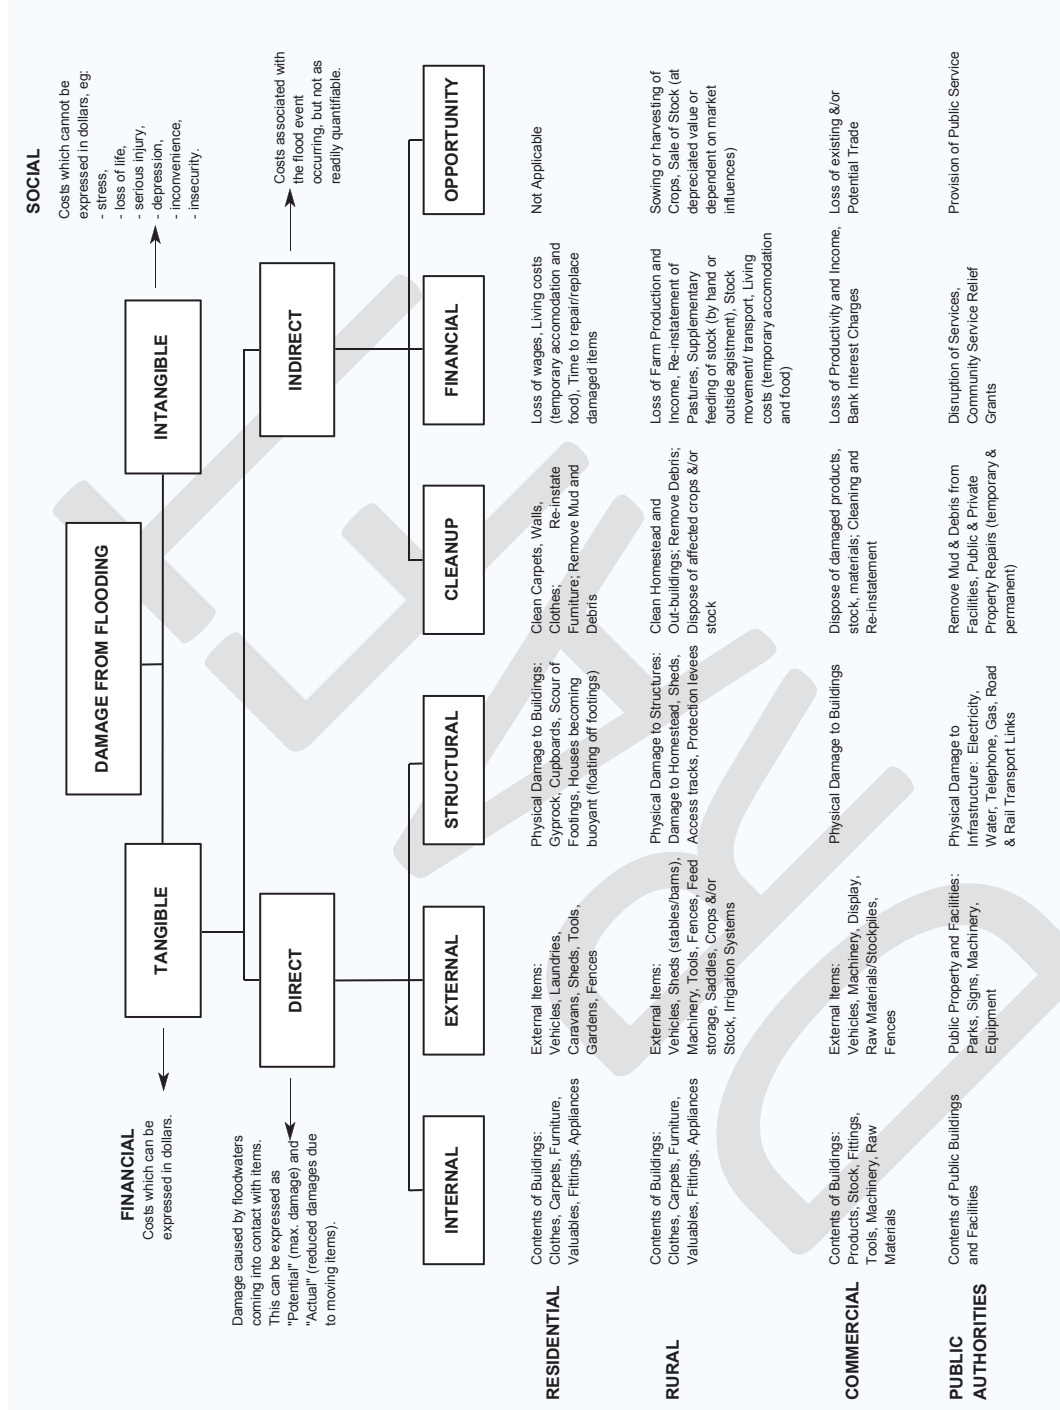 DAMAGE FROM FLOODING
FINANCIAL
Costs which can be
expressed in dollars.
TANGIBLE
INTANGIBLE
SOCIAL
Costs which cannot be
expressed in dollars, eg:
- stress,
- loss of life,
- serious injury,
- depression,
- inconvenience,
- insecurity.
Damage caused by floodwaters
coming into contact with items.
This can be expressed as
"Potential" (max. damage) and
"Actual" (reduced damages due
to moving items).
DIRECT
INDIRECT
Costs associated with
the flood event
occurring, but not as
readily quantifiable.
INTERNAL
EXTERNAL
STRUCTURAL
CLEANUP
FINANCIAL
OPPORTUNITY
RESIDENTIAL
Contents of Buildings:
Clothes, Carpets, Furniture,
Valuables, Fittings, Appliances
External Items:
Vehicles, Laundries,
Caravans, Sheds, Tools,
Gardens, Fences
Physical Damage to Buildings:
Gyprock, Cupboards, Scour of
Footings, Houses becoming
buoyant (floating off footings)
Clean Carpets, Walls,
Clothes; Re-instate
Furniture; Remove Mud and
Debris
Loss of wages, Living costs
(temporary accomodation and
food), Time to repair/replace
damaged items
Not Applicable
RURAL
Contents of Buildings:
Clothes, Carpets, Furniture,
Valuables, Fittings, Appliances
External Items:
Vehicles, Sheds (stables/barns),
Machinery, Tools, Fences, Feed
storage, Saddles, Crops &/or
Stock, Irrigation Systems
Physical Damage to Structures:
Damage to Homestead, Sheds,
Access tracks, Protection levees
Clean Homestead and
Out-buildings; Remove Debris;
Dispose of affected crops &/or
stock
Loss of Farm Production and
Income, Re-instatement of
Pastures, Supplementary
feeding of stock (by hand or
outside agistment), Stock
movement/ transport, Living
costs (temporary accomodation
and food)
Sowing or harvesting of
Crops, Sale of Stock (at
depreciated value or
dependent on market
influences)
COMMERCIAL
Contents of Buildings:
Products, Stock, Fittings,
Tools, Machinery, Raw
Materials
External Items:
Vehicles, Machinery, Display,
Raw Materials/Stockpiles,
Fences
Physical Damage to Buildings
Dispose of damaged products,
stock, materials; Cleaning and
Re-instatement
Loss of Productivity and Income,
Bank Interest Charges
Loss of existing &/or
Potential Trade
PUBLIC
AUTHORITIES
Contents of Public Buildings
and Facilities
Public Property and Facilities:
Parks, Signs, Machinery,
Equipment
Physical Damage to
Infrastructure: Electricity,
Water, Telephone, Gas, Road
& Rail Transport Links
Remove Mud & Debris from
Facilities, Public & Private
Property Repairs (temporary &
permanent)
Disruption of Services,
Community Service Relief
Grants
Provision of Public Service
DRAFT